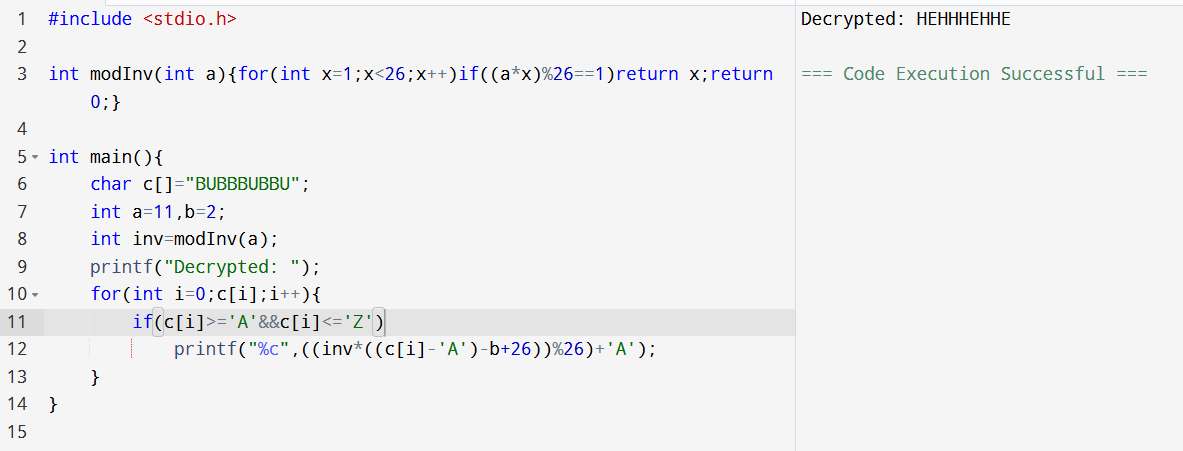 1 #include <stdio.h>
2
3 int modInv(int a){for(int x=1;x<26;x++)if((a*x)%26==1)return x;return
0;}
4
5 int main(){
6 char c[]="BUBBBUBBU";
7 int a=11,b=2;
8 int inv=modInv(a);
9 printf("Decrypted: ");
10 for(int i=0;c[i];i++){
11 if(c[i]>='A'&&c[i]<='Z')
12 printf("%c",((inv*((c[i]-'A')-b+26))%26)+'A');
13 }
14 }
15
Decrypted: HEHHHEHHE
=== Code Execution Successful ===